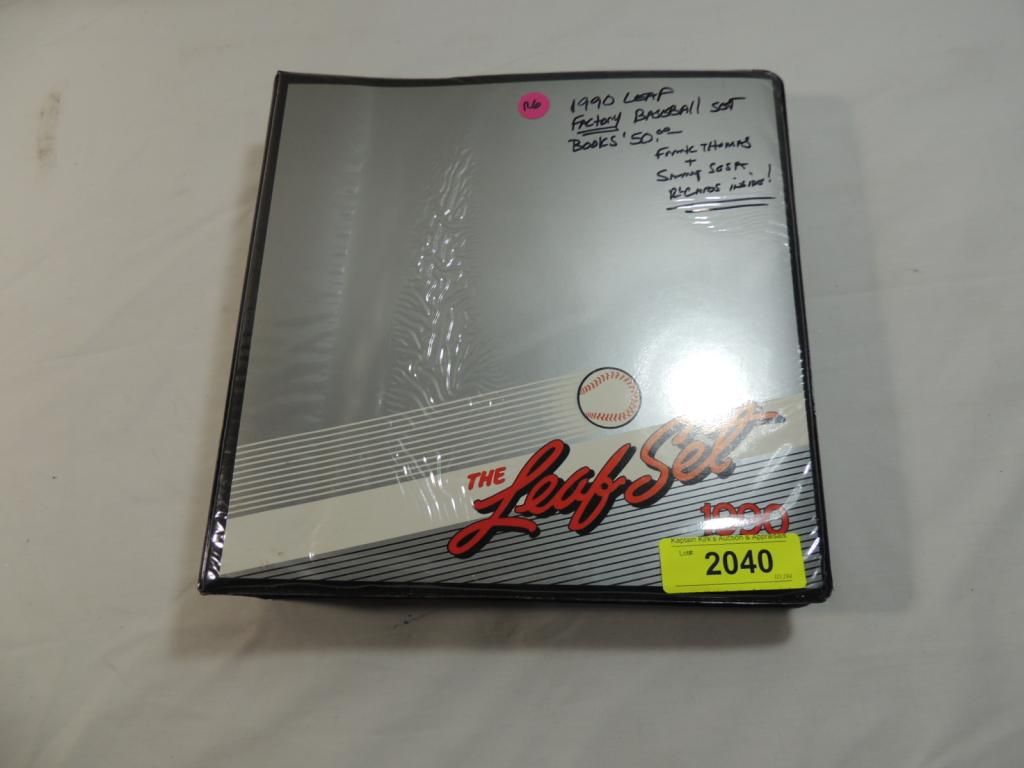 R6
1990 LEAF
FACTORY BASEBALL SET
BOOKS $50.00
FRANK THOMAS
+
SAMMY SOSA
R. CARDS INSIDE!
THE Leaf Set
1990
Kaptain Kirk's Auction & Appraisals
Lot#
2040